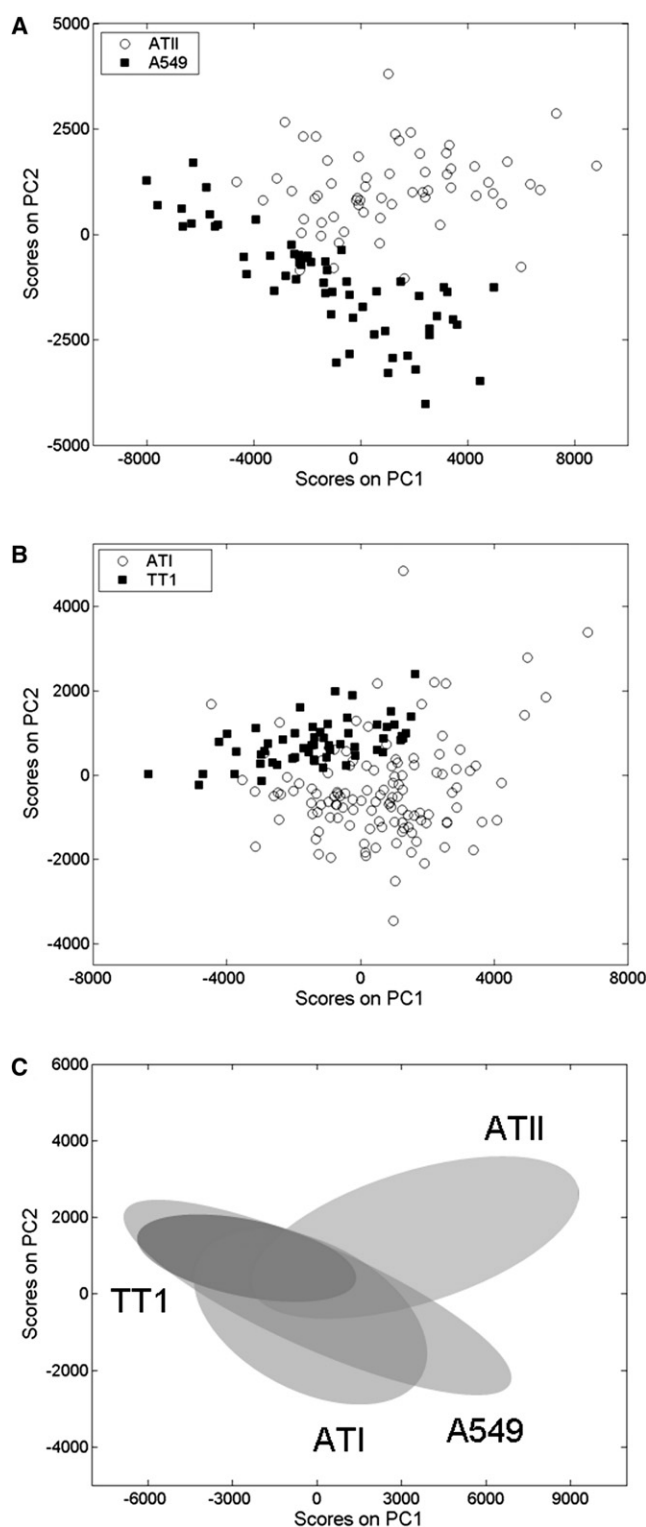 A
ATII
A549
5000
2500
0
-2500
-5000
Scores on PC2
-8000 -4000 0 4000 8000
Scores on PC1
B
ATI
TT1
4000
2000
0
-2000
-4000
Scores on PC2
-8000 -4000 0 4000 8000
Scores on PC1
C
6000
4000
2000
0
-2000
-4000
Scores on PC2
ATII
TT1
A549
ATI
-6000 -3000 0 3000 6000 9000
Scores on PC1